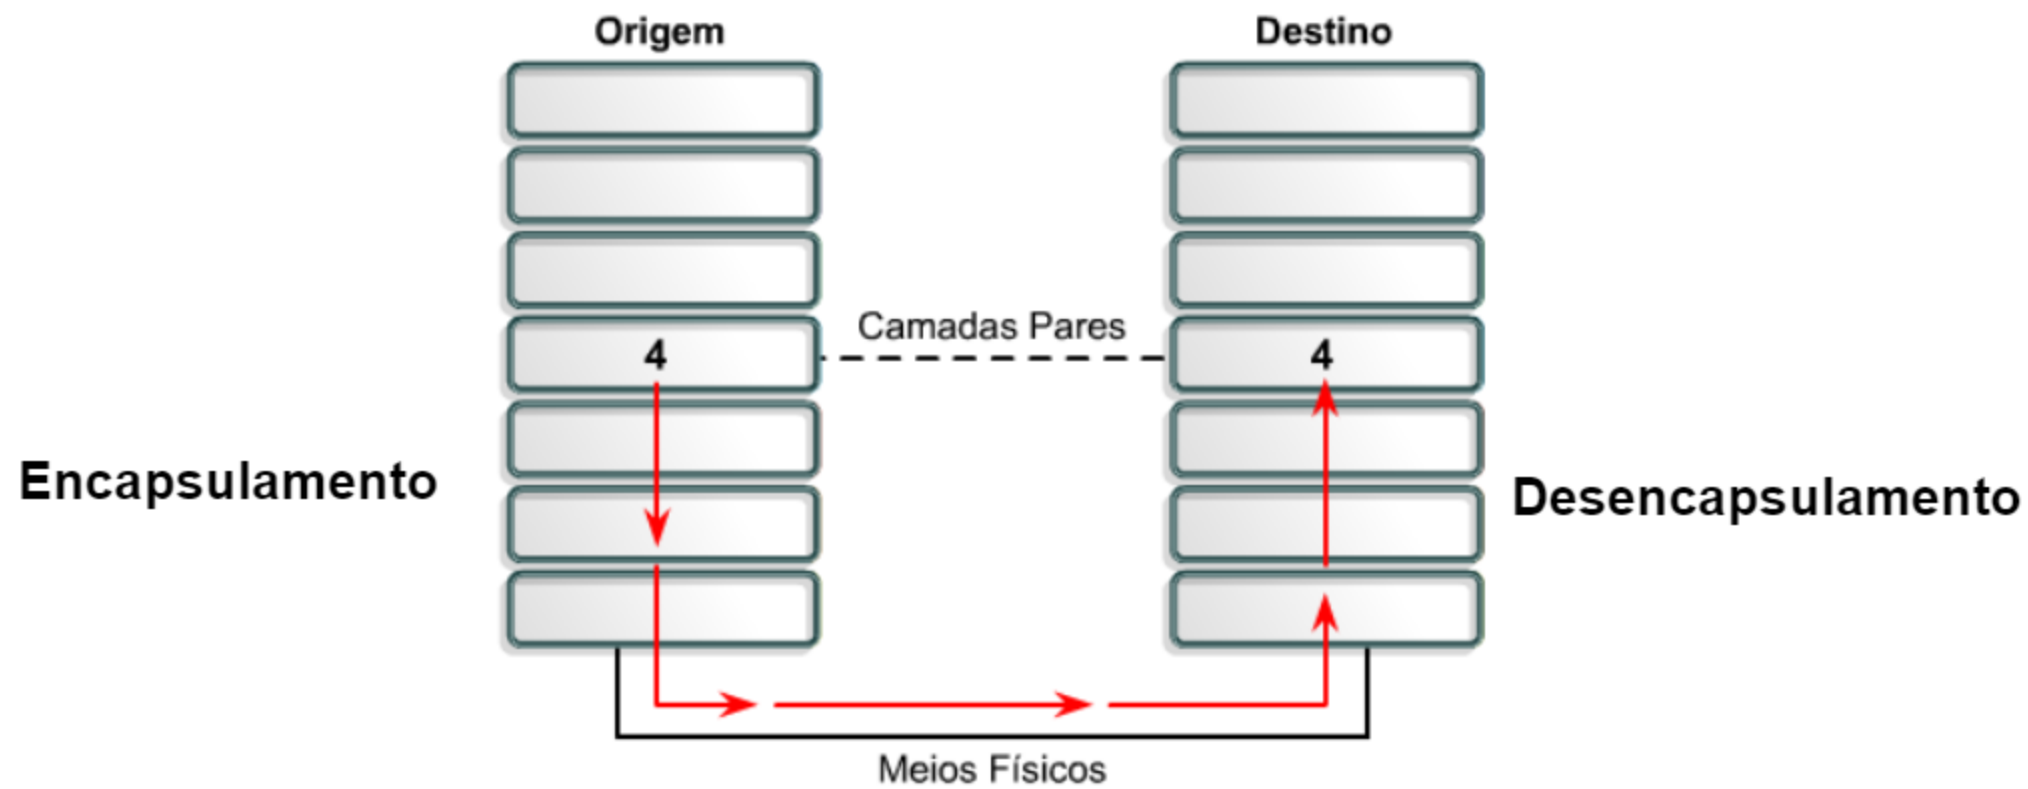 Origem
Destino
Camadas Pares
4
4
Encapsulamento
Desencapsulamento
Meios Físicos